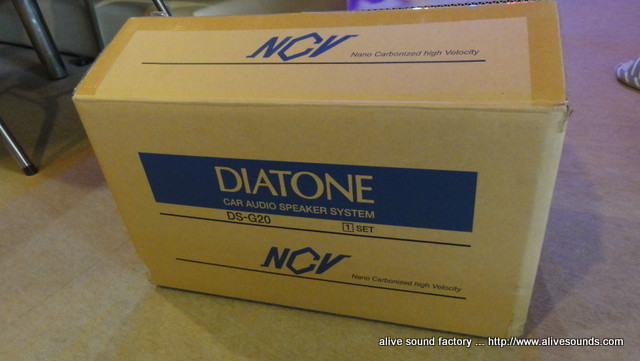 NCV Nano Carbonized high Velocity
DIATONE
CAR AUDIO SPEAKER SYSTEM
DS-G20 1 SET
NCV Nano Carbonized high Velocity
alive sound factory ... http://www.alivesounds.com